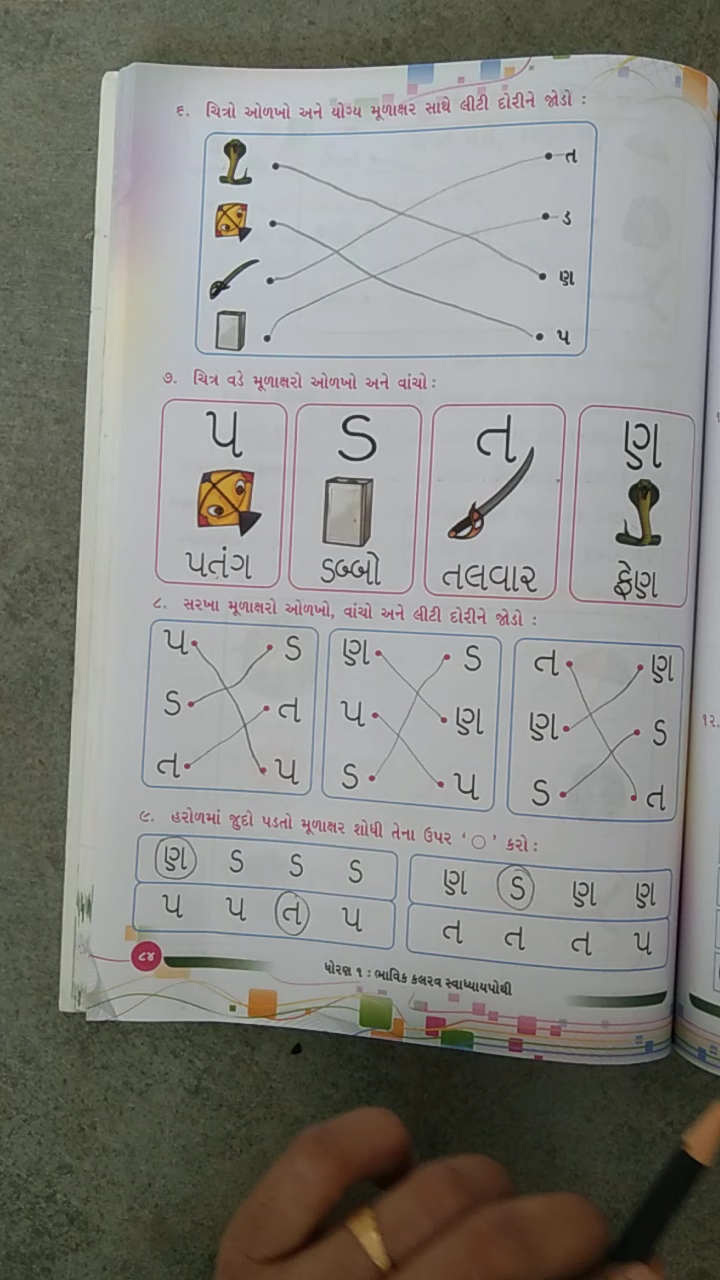 ૬. ચિત્રો ઓળખો અને યોગ્ય મૂળાક્ષર સાથે લીટી દોરીને જોડો :
ત
ડ
ણ
પ
૭. ચિત્ર વડે મૂળાક્ષરો ઓળખો અને વાંચો :
પ ડ ત ણ
પતંગ ડબ્બો તલવાર ફેણ
૮. સરખા મૂળાક્ષરો ઓળખો, વાંચો અને લીટી દોરીને જોડો :
પ ડ ણ ડ ત ણ
ડ ત પ ણ ણ ડ
ત પ ડ પ ડ ત
૯. હરોળમાં જુદો પડતો મૂળાક્ષર શોધી તેના ઉપર ‘○’ કરો :
ણ ડ ડ ડ ણ ડ ણ ણ
પ પ ત પ ત ત ત પ
૮૪
ધોરણ ૧ : ભાવિક કલરવ સ્વાધ્યાયપોથી
૧૨.